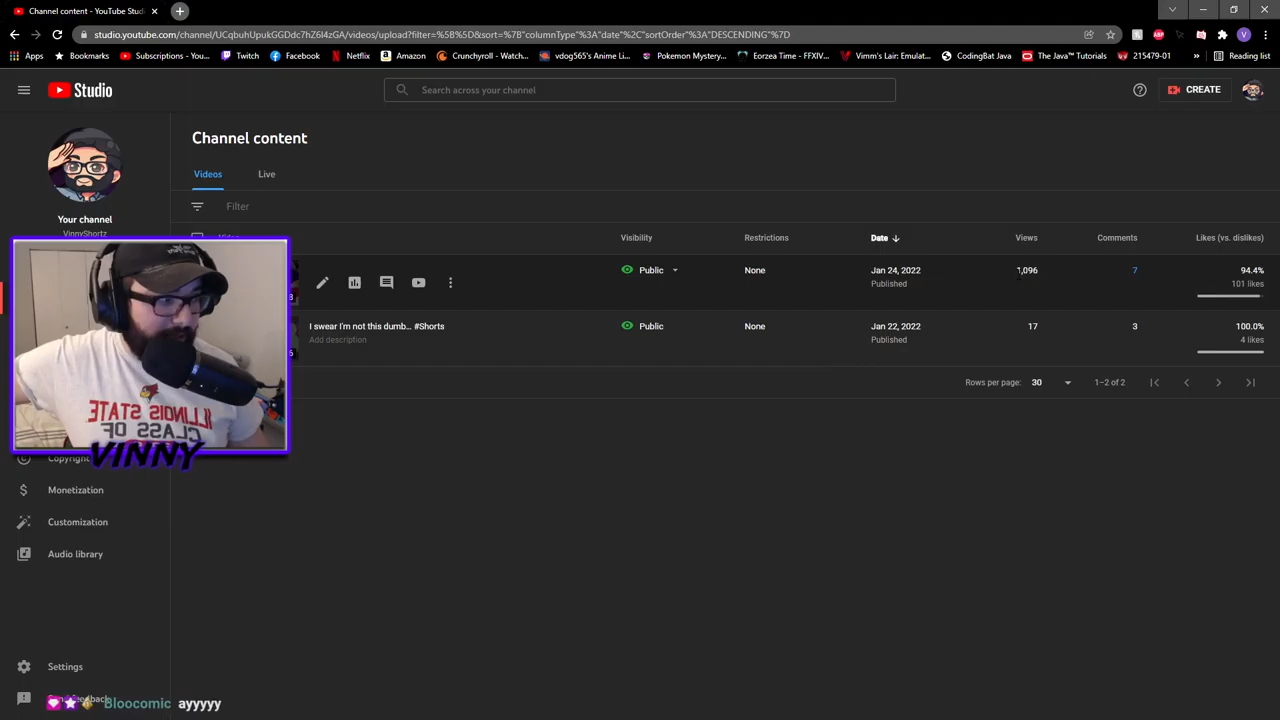 Channel content - YouTube Studi
studio.youtube.com/channel/UCqbuhUpukGGDdc7hZ6I4zGA/videos/upload?filter=%5B%5D&sort=%7B"columnType"%3A"date"%2C"sortOrder"%3A"DESCENDING"%7D
Apps
Bookmarks
Subscriptions - You...
Twitch
Facebook
Netflix
Amazon
Crunchyroll - Watch...
vdog565's Anime Li...
Pokemon Mystery...
Eorzea Time - FFXIV...
Vimm's Lair: Emulat...
CodingBat Java
The Java™ Tutorials
215479-01
»
Reading list
Studio
Search across your channel
CREATE
Channel content
Videos
Live
Your channel
VinnyShortz
Filter
Video
Visibility
Restrictions
Date
Views
Comments
Likes (vs. dislikes)
Public
None
Jan 24, 2022
Published
1,096
7
94.4%
101 likes
I swear I'm not this dumb... #Shorts
Add description
Public
None
Jan 22, 2022
Published
17
3
100.0%
4 likes
Rows per page:
30
1–2 of 2
ILLINOIS STATE
CLASS OF
ALUMNI
VINNY
Copyright
Monetization
Customization
Audio library
Settings
Send feedback
Bloocomic ayyyyy